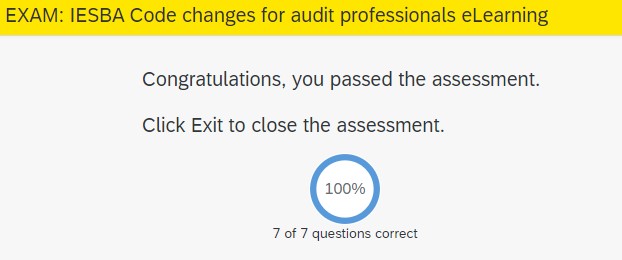 EXAM: IESBA Code changes for audit professionals eLearning
Congratulations, you passed the assessment.
Click Exit to close the assessment.
100%
7 of 7 questions correct